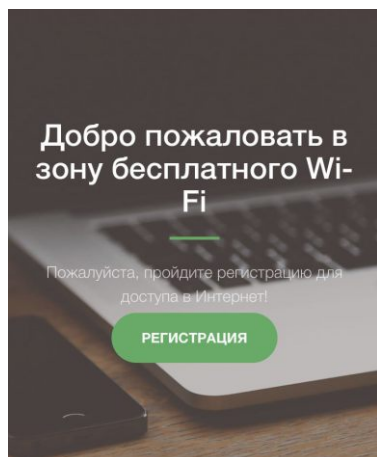 Добро пожаловать в
зону бесплатного Wi-
Fi
Пожалуйста, пройдите регистрацию для
доступа в Интернет!
РЕГИСТРАЦИЯ